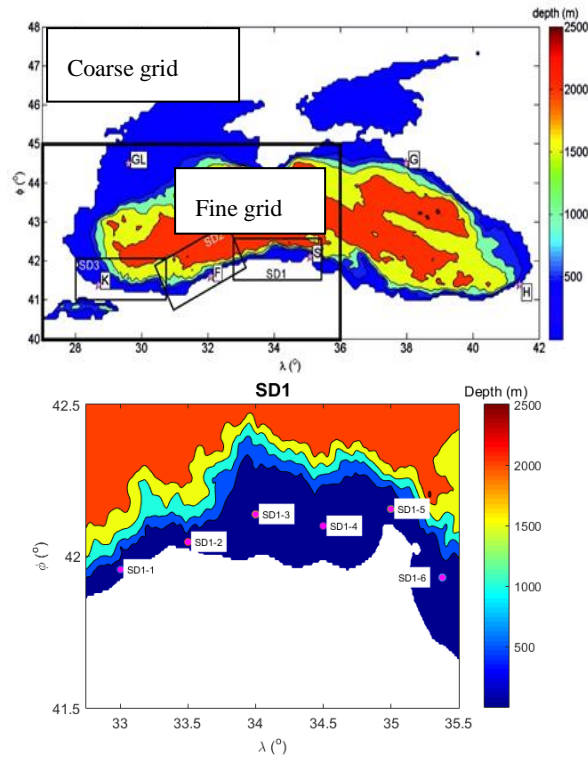 depth (m)
48
47
46
45
44
43
42
41
40
ϕ (°)
Coarse grid
Fine grid
GL
G
SD2
SD3
K
F
S
SD1
H
28
30
32
34
36
38
40
42
λ (°)
2500
2000
1500
1000
500
SD1
Depth (m)
42.5
42
41.5
ϕ (°)
SD1-1
SD1-2
SD1-3
SD1-4
SD1-5
SD1-6
33
33.5
34
34.5
35
35.5
λ (°)
2500
2000
1500
1000
500